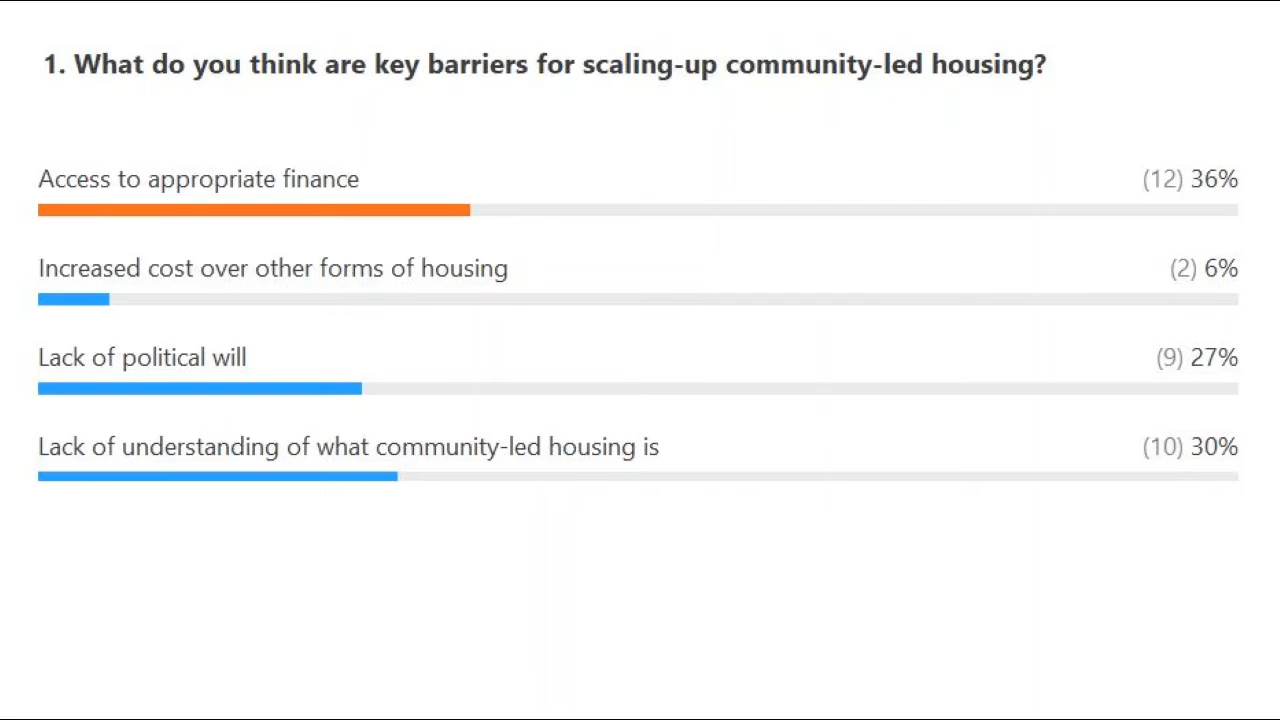 1. What do you think are key barriers for scaling-up community-led housing?
Access to appropriate finance (12) 36%
Increased cost over other forms of housing (2) 6%
Lack of political will (9) 27%
Lack of understanding of what community-led housing is (10) 30%